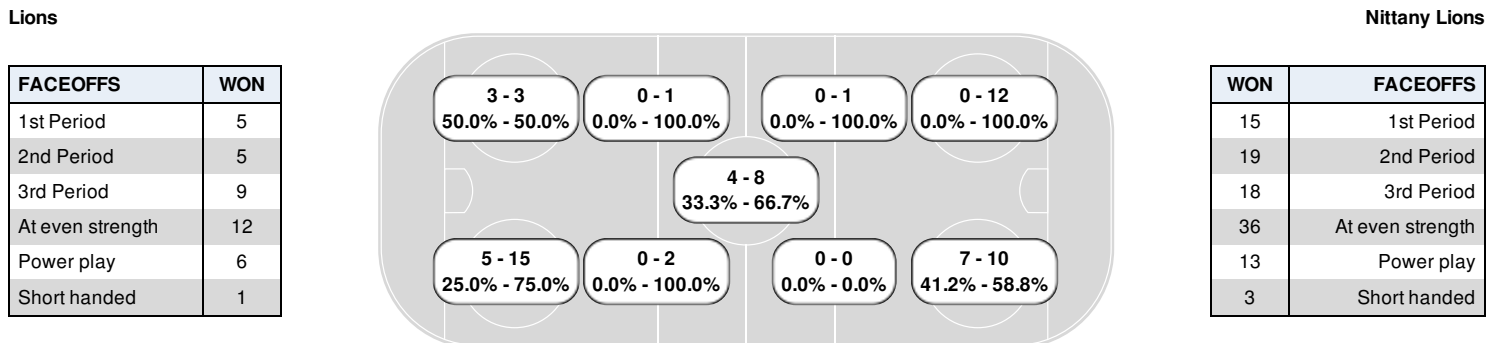 Lions
Nittany Lions
FACEOFFS WON
1st Period 5
2nd Period 5
3rd Period 9
At even strength 12
Power play 6
Short handed 1
3 - 3
50.0% - 50.0%
0 - 1
0.0% - 100.0%
0 - 1
0.0% - 100.0%
0 - 12
0.0% - 100.0%
4 - 8
33.3% - 66.7%
5 - 15
25.0% - 75.0%
0 - 2
0.0% - 100.0%
0 - 0
0.0% - 0.0%
7 - 10
41.2% - 58.8%
WON FACEOFFS
15 1st Period
19 2nd Period
18 3rd Period
36 At even strength
13 Power play
3 Short handed